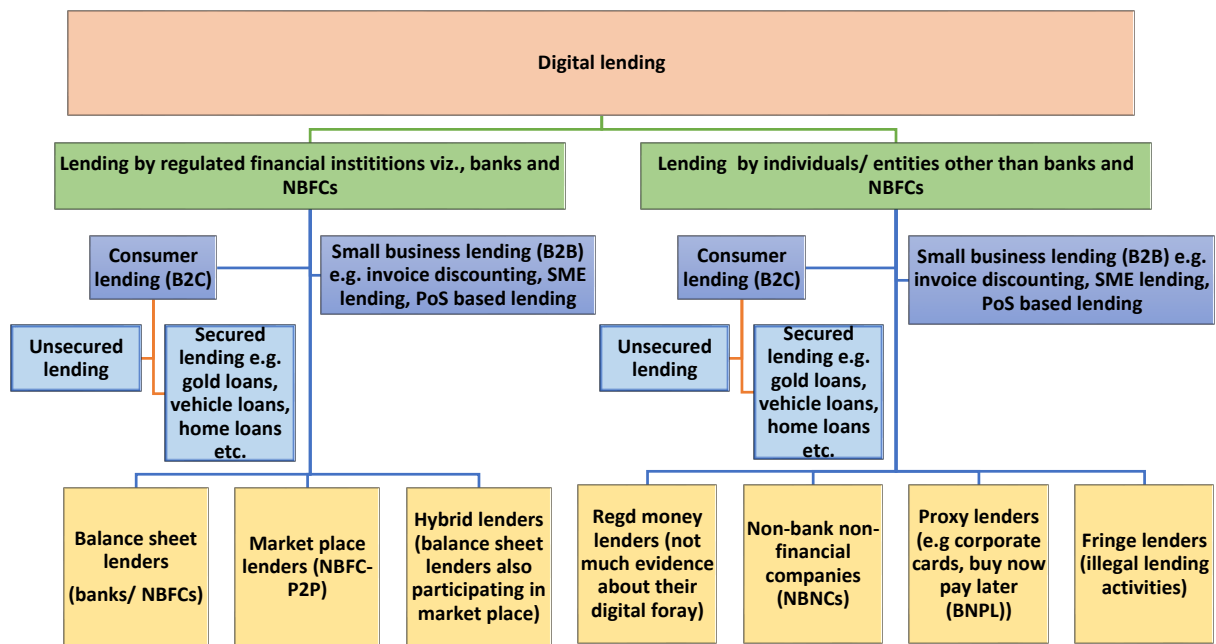 Digital lending
Lending by regulated financial instititions viz., banks and
NBFCs
Lending by individuals/ entities other than banks and
NBFCs
Consumer
lending (B2C)
Small business lending (B2B)
e.g. invoice discounting, SME
lending, PoS based lending
Unsecured
lending
Secured
lending e.g.
gold loans,
vehicle loans,
home loans
etc.
Consumer
lending (B2C)
Small business lending (B2B) e.g.
invoice discounting, SME lending,
PoS based lending
Unsecured
lending
Secured
lending e.g.
gold loans,
vehicle loans,
home loans
etc.
Balance sheet
lenders
(banks/ NBFCs)
Market place
lenders (NBFC-
P2P)
Hybrid lenders
(balance sheet
lenders also
participating in
market place)
Regd money
lenders (not
much evidence
about their
digital foray)
Non-bank non-
financial
companies
(NBNCs)
Proxy lenders
(e.g corporate
cards, buy now
pay later
(BNPL))
Fringe lenders
(illegal lending
activities)